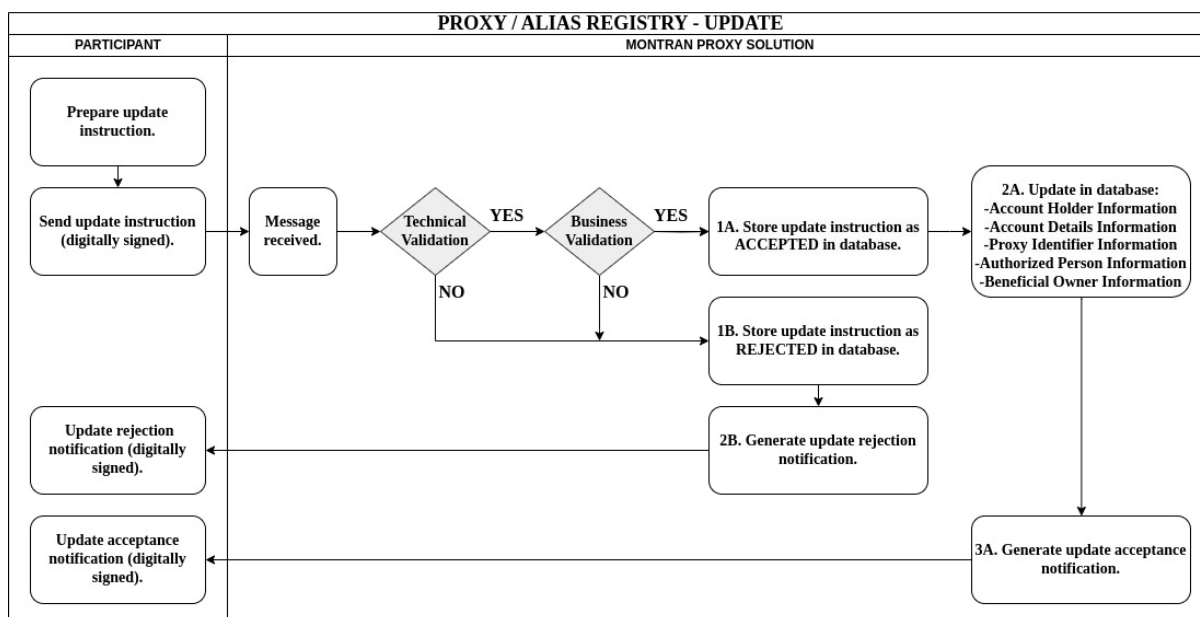 PROXY / ALIAS REGISTRY - UPDATE
PARTICIPANT
MONTRAN PROXY SOLUTION
Prepare update
instruction.
Send update instruction
(digitally signed).
Message
received.
Technical
Validation
YES
NO
Business
Validation
YES
NO
1A. Store update instruction as
ACCEPTED in database.
2A. Update in database:
-Account Holder Information
-Account Details Information
-Proxy Identifier Information
-Authorized Person Information
-Beneficial Owner Information
1B. Store update instruction as
REJECTED in database.
Update rejection
notification (digitally
signed).
2B. Generate update rejection
notification.
Update acceptance
notification (digitally
signed).
3A. Generate update acceptance
notification.